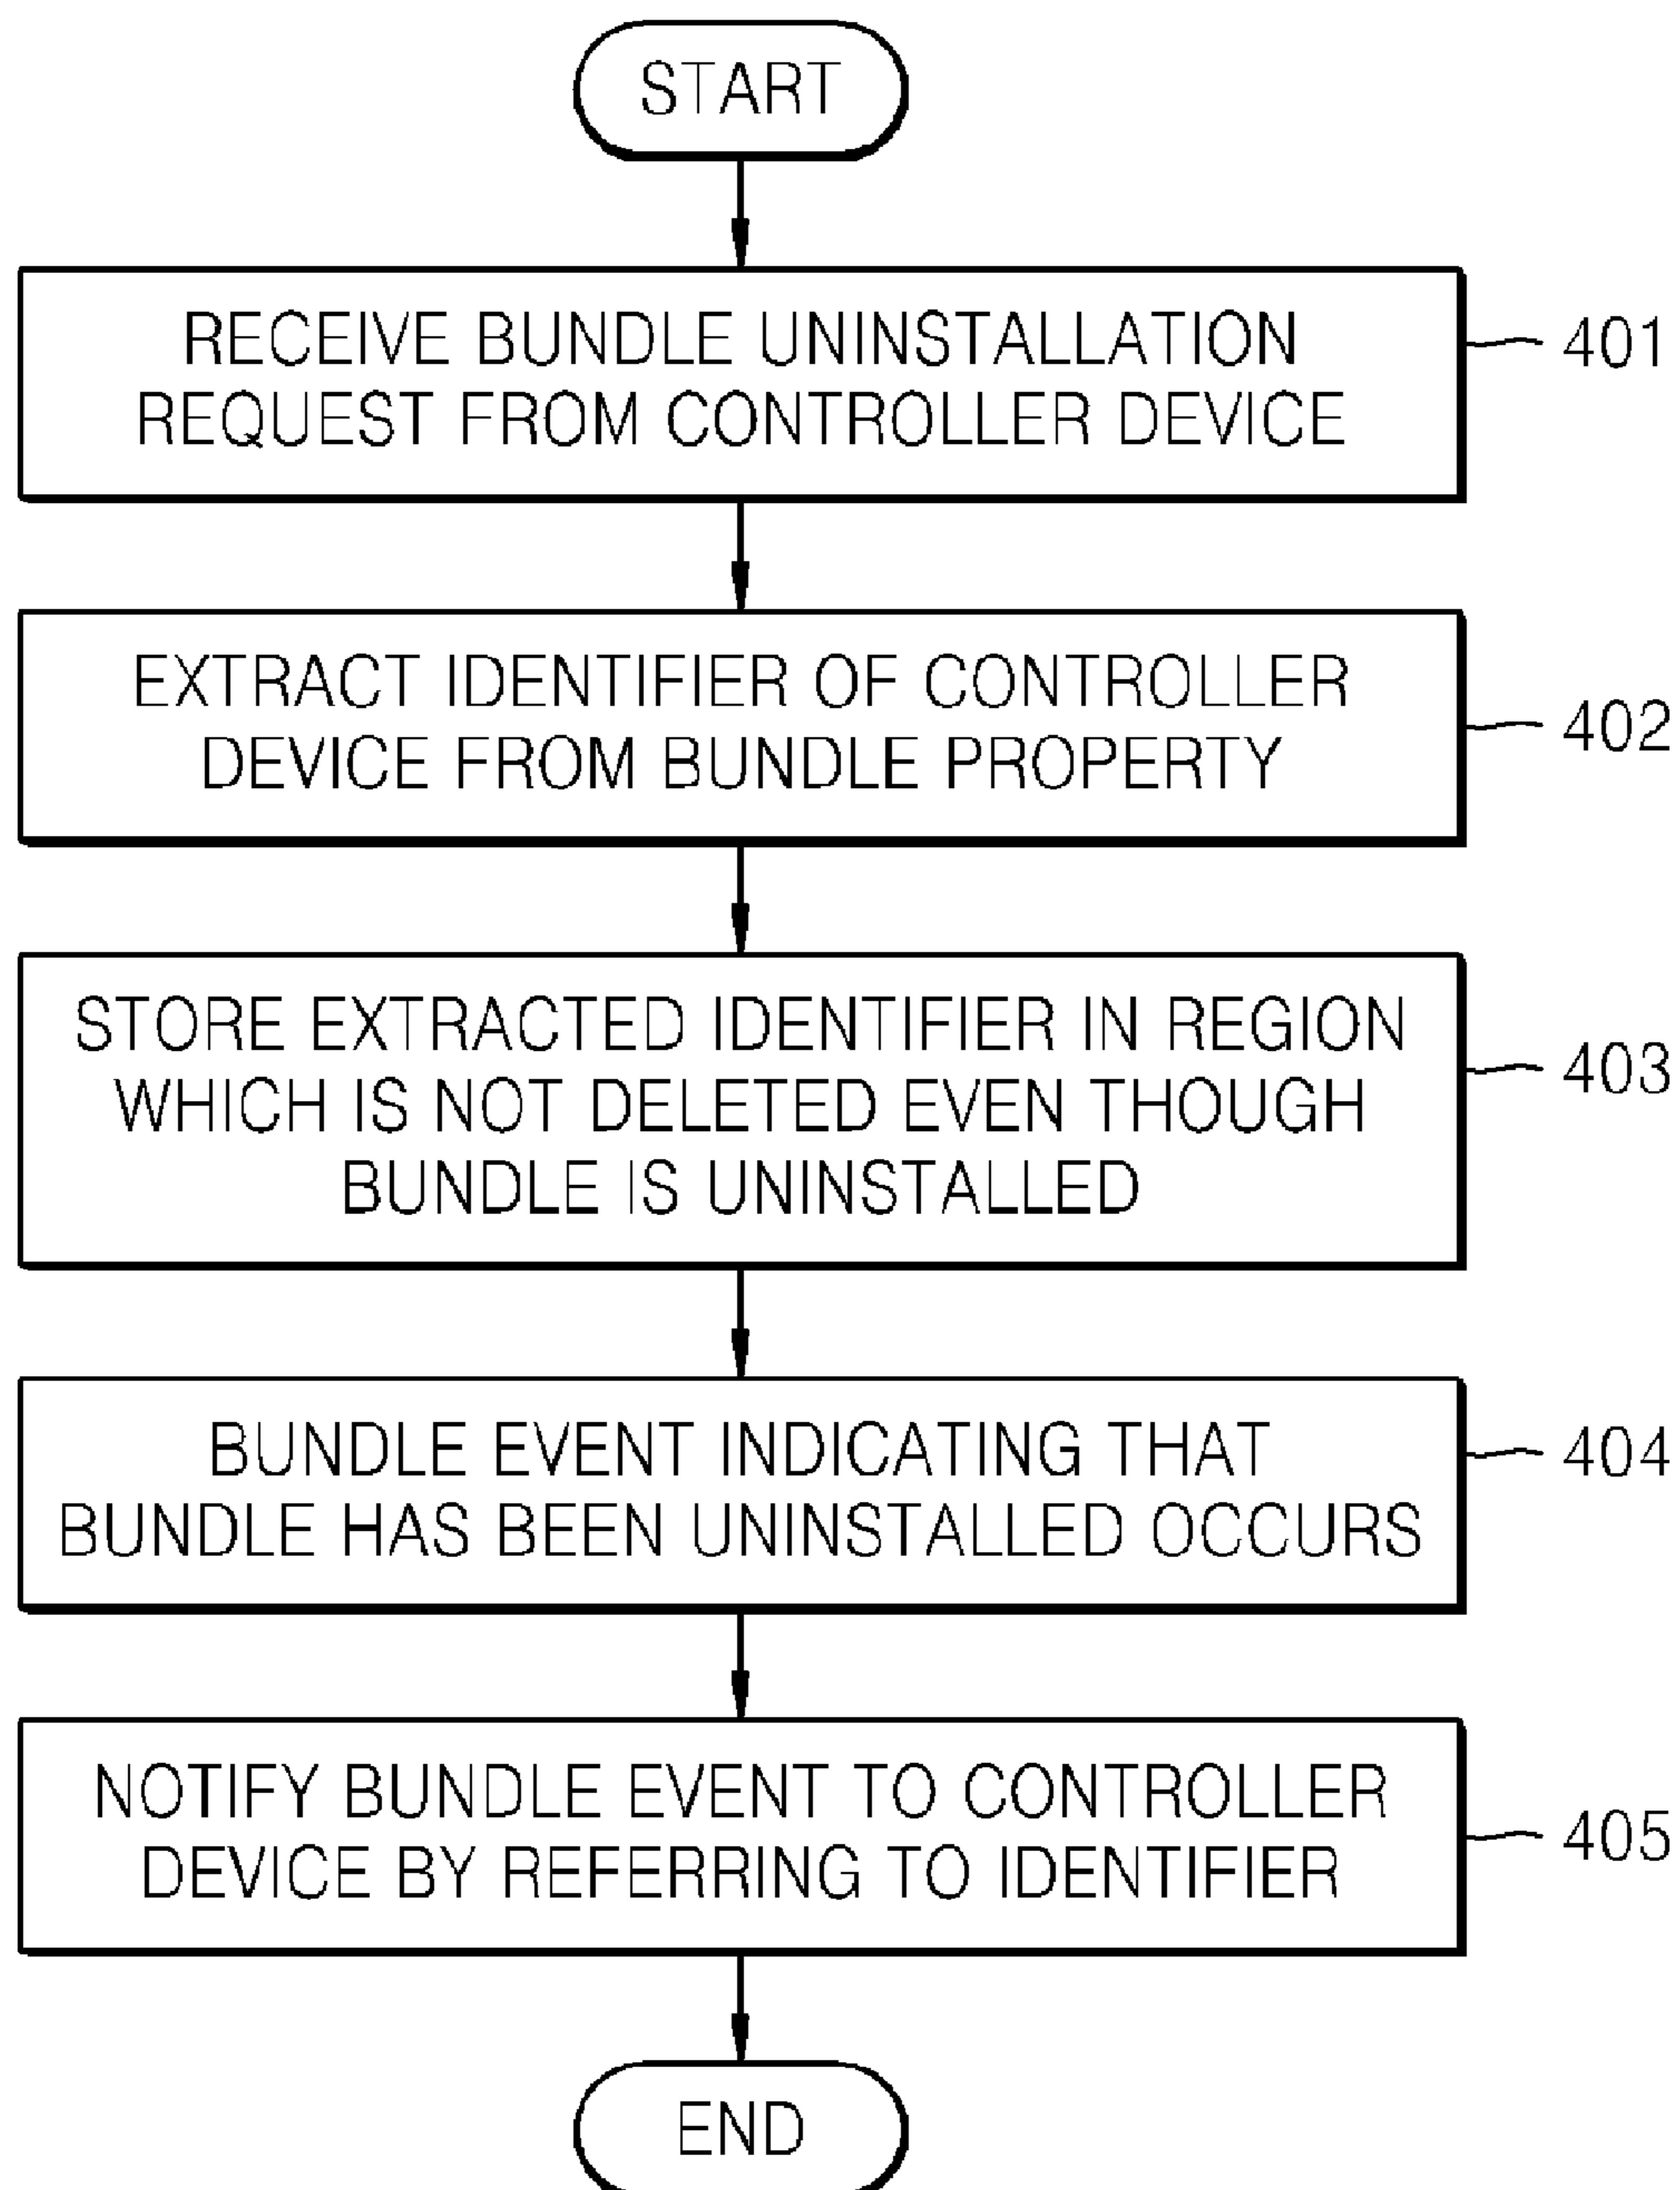 START
RECEIVE BUNDLE UNINSTALLATION
REQUEST FROM CONTROLLER DEVICE
401
EXTRACT IDENTIFIER OF CONTROLLER
DEVICE FROM BUNDLE PROPERTY
402
STORE EXTRACTED IDENTIFIER IN REGION
WHICH IS NOT DELETED EVEN THOUGH
BUNDLE IS UNINSTALLED
403
BUNDLE EVENT INDICATING THAT
BUNDLE HAS BEEN UNINSTALLED OCCURS
404
NOTIFY BUNDLE EVENT TO CONTROLLER
DEVICE BY REFERRING TO IDENTIFIER
405
END